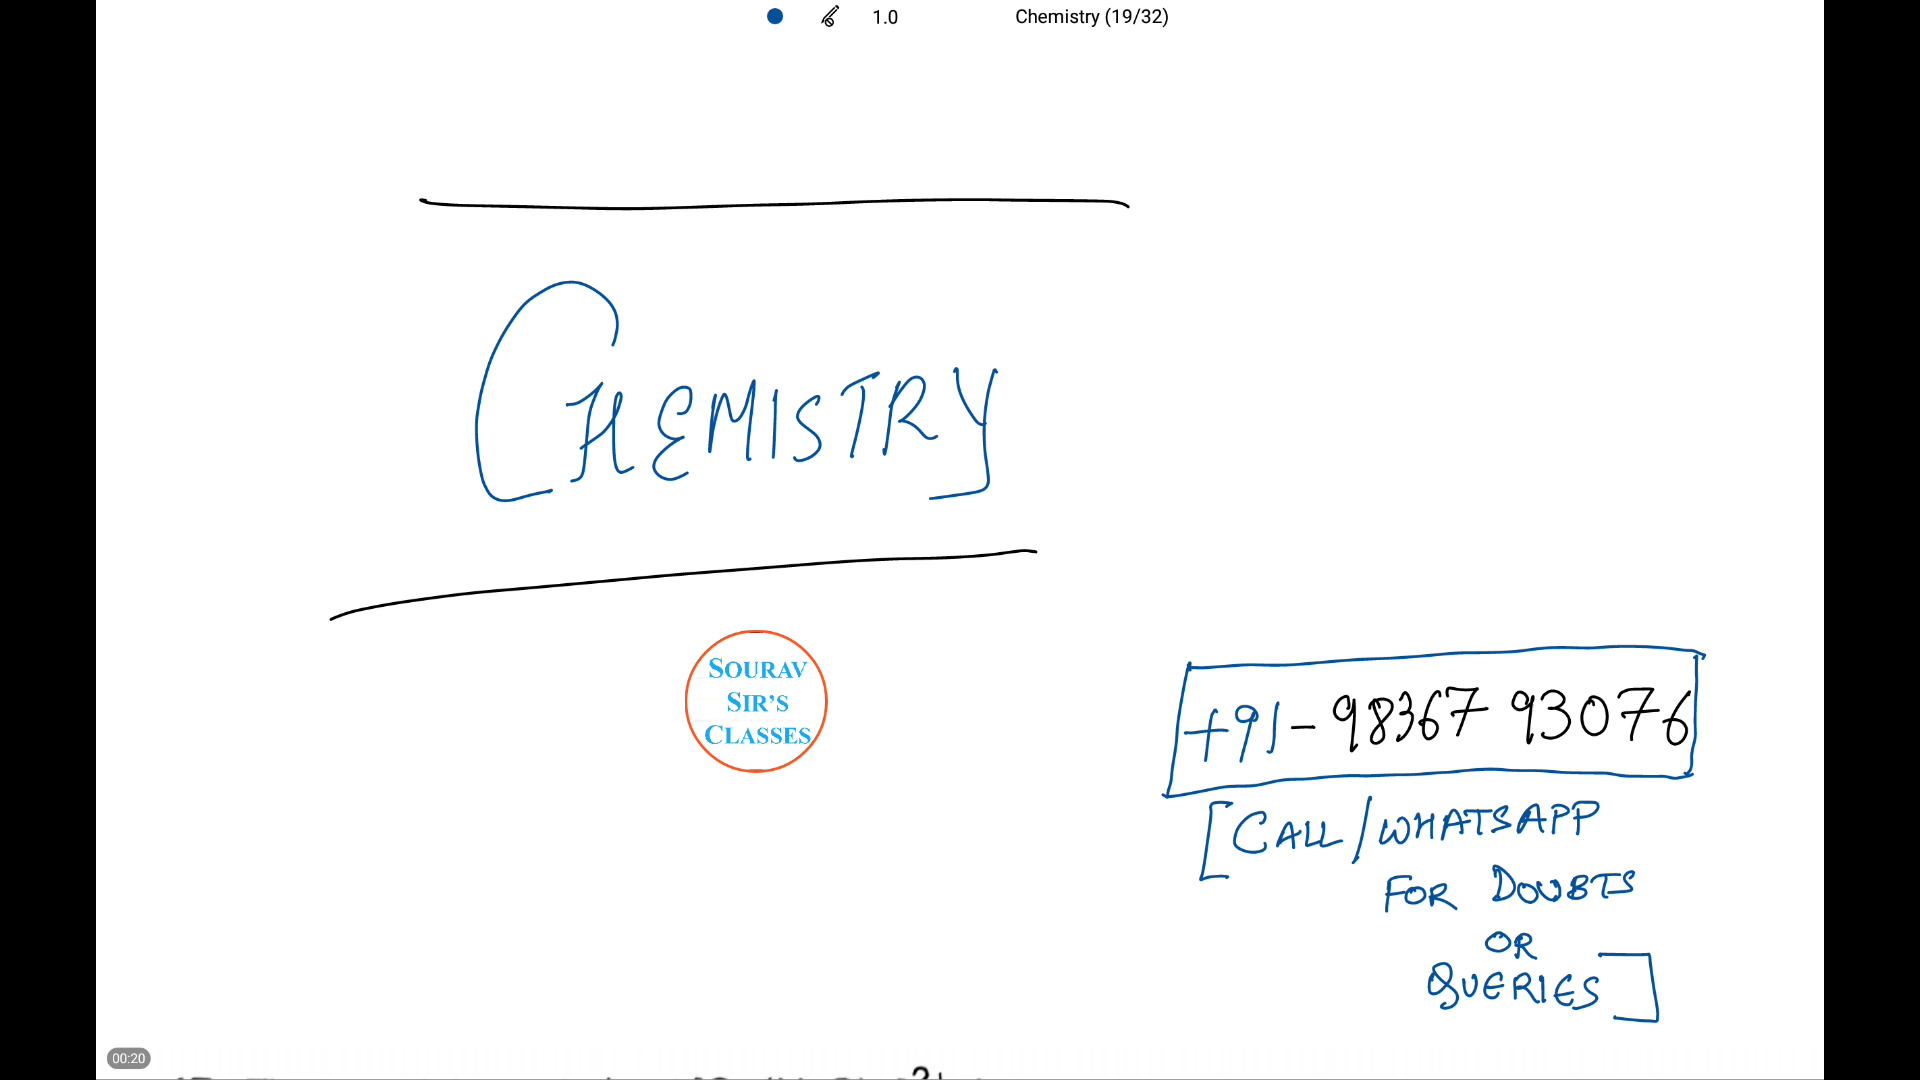 1.0 Chemistry (19/32)
CHEMISTRY
SOURAV
SIR'S
CLASSES
+91-98367 93076
[CALL/WHATSAPP
FOR DOUBTS
OR
QUERIES]
00:20